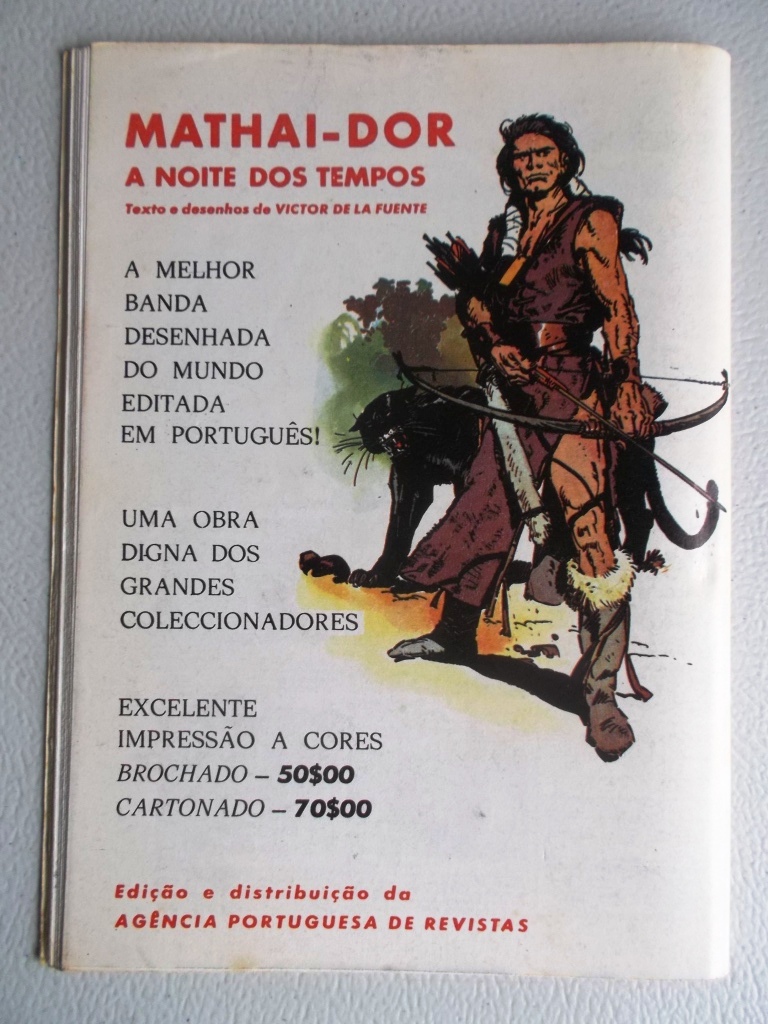 MATHAI-DOR
A NOITE DOS TEMPOS
Texto e desenhos de VICTOR DE LA FUENTE
A MELHOR
BANDA
DESENHADA
DO MUNDO
EDITADA
EM PORTUGUÊS!
UMA OBRA
DIGNA DOS
GRANDES
COLECCIONADORES
EXCELENTE
IMPRESSÃO A CORES
BROCHADO – 50$00
CARTONADO – 70$00
Edição e distribuição da
AGÊNCIA PORTUGUESA DE REVISTAS